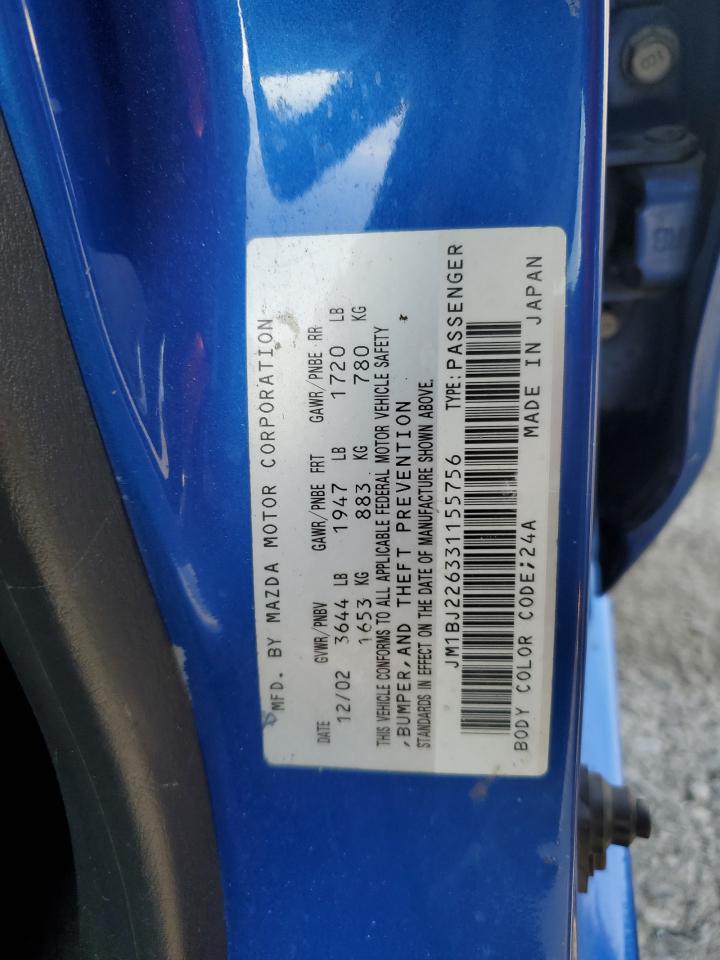 MFD. BY MAZDA MOTOR CORPORATION
DATE GVWR/PNBV GAWR/PNBE FRT GAWR/PNBE RR
12/02 3644 LB 1947 LB 1720 LB
1653 KG 883 KG 780 KG
THIS VEHICLE CONFORMS TO ALL APPLICABLE FEDERAL MOTOR VEHICLE SAFETY
,BUMPER,AND THEFT PREVENTION
STANDARDS IN EFFECT ON THE DATE OF MANUFACTURE SHOWN ABOVE.
JM1BJ226331155756 TYPE:PASSENGER
BODY COLOR CODE;24A MADE IN JAPAN